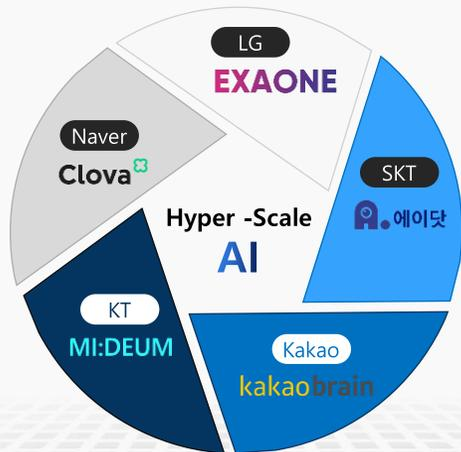 LG
EXAONE
Naver
Clova
SKT
A. 에이닷
Hyper -Scale
AI
KT
MI:DEUM
Kakao
kakaobrain